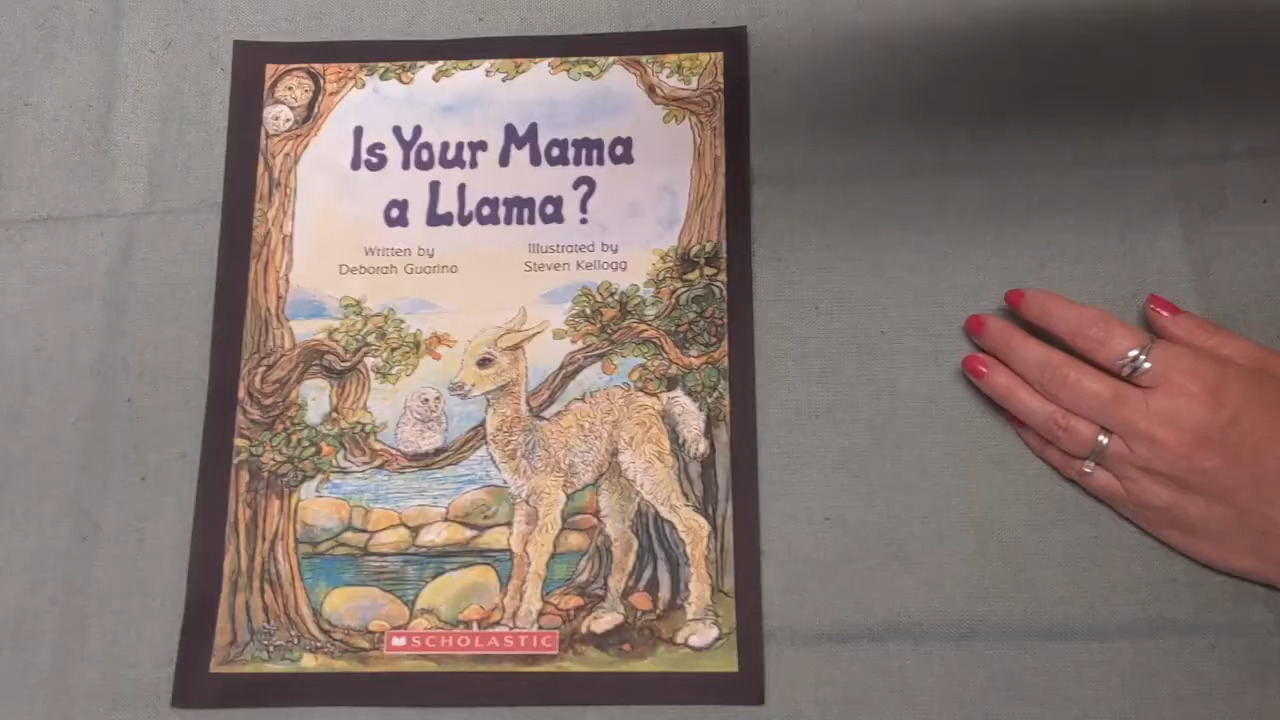 Is Your Mama
a Llama?
Written by
Deborah Guarino
Illustrated by
Steven Kellogg
SCHOLASTIC